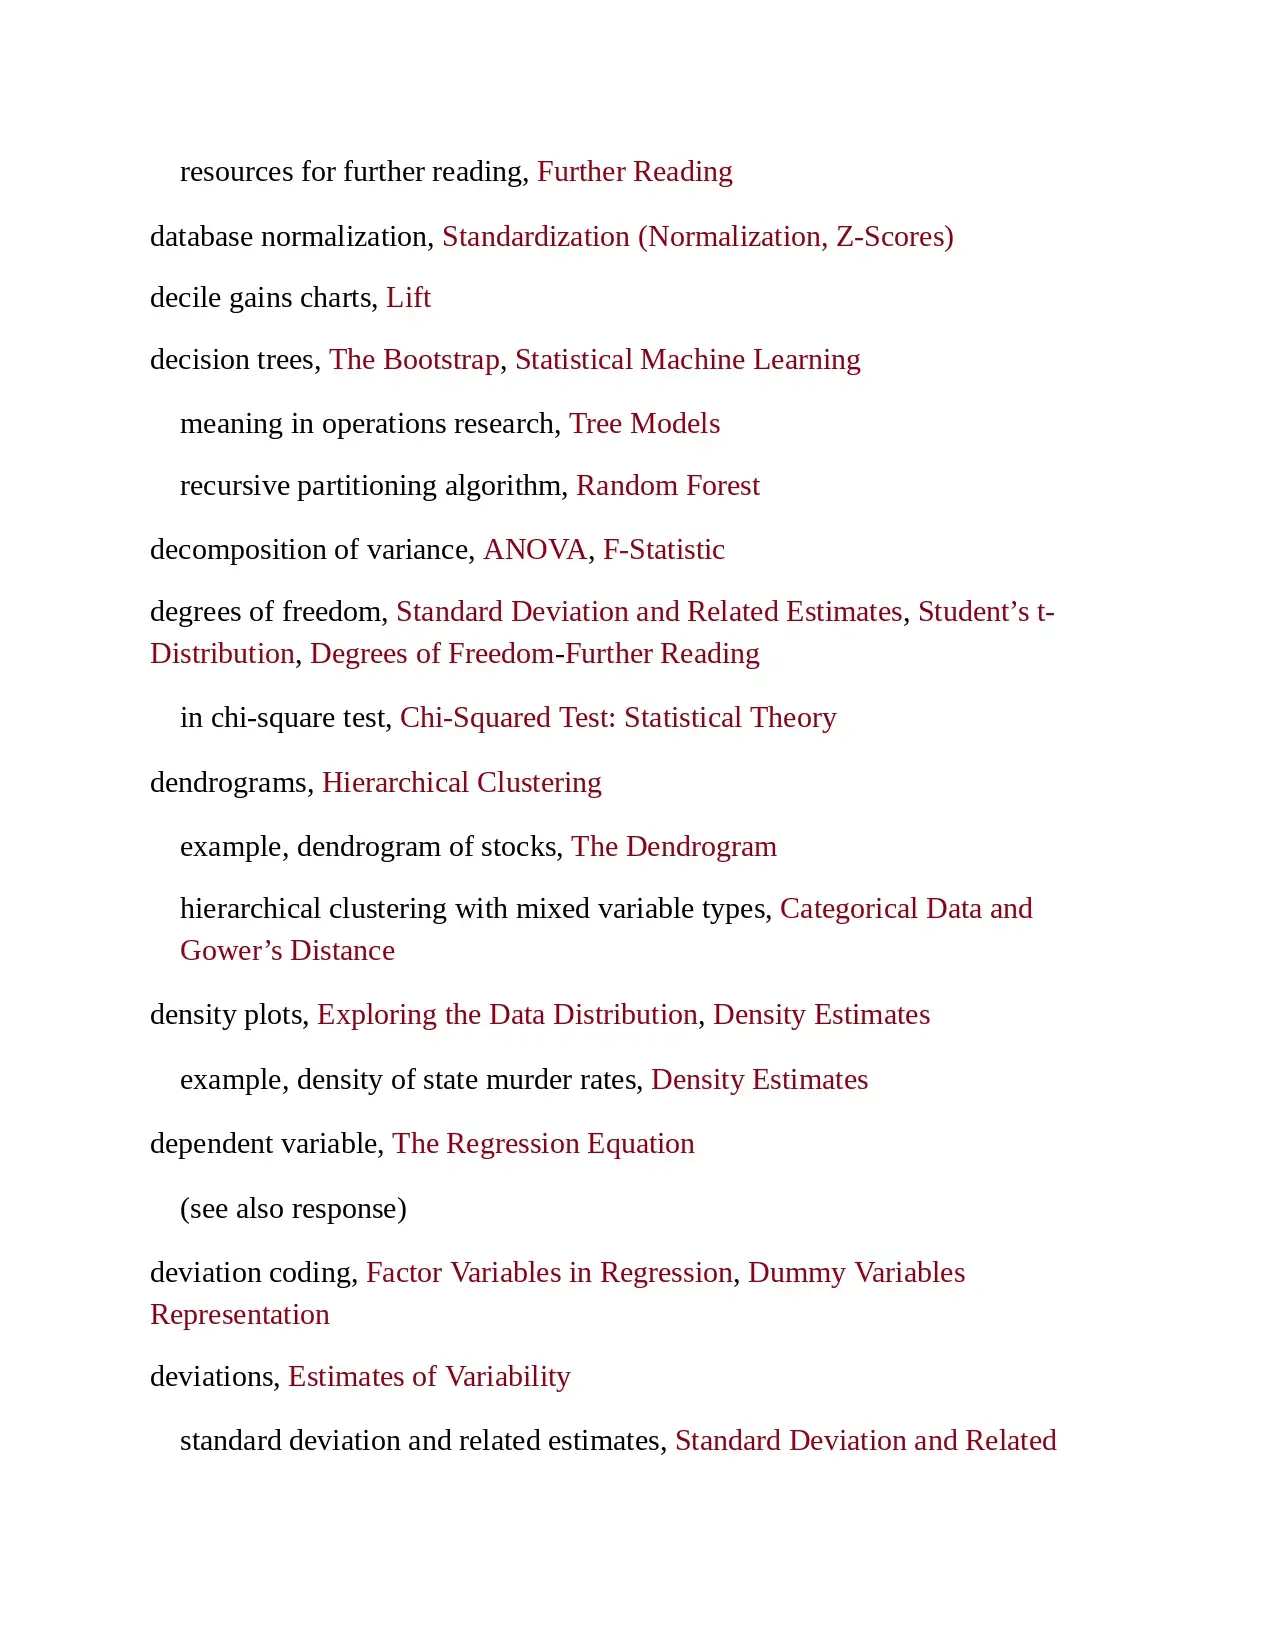 resources for further reading, Further Reading
database normalization, Standardization (Normalization, Z-Scores)
decile gains charts, Lift
decision trees, The Bootstrap, Statistical Machine Learning
meaning in operations research, Tree Models
recursive partitioning algorithm, Random Forest
decomposition of variance, ANOVA, F-Statistic
degrees of freedom, Standard Deviation and Related Estimates, Student’s t-
Distribution, Degrees of Freedom-Further Reading
in chi-square test, Chi-Squared Test: Statistical Theory
dendrograms, Hierarchical Clustering
example, dendrogram of stocks, The Dendrogram
hierarchical clustering with mixed variable types, Categorical Data and
Gower’s Distance
density plots, Exploring the Data Distribution, Density Estimates
example, density of state murder rates, Density Estimates
dependent variable, The Regression Equation
(see also response)
deviation coding, Factor Variables in Regression, Dummy Variables
Representation
deviations, Estimates of Variability
standard deviation and related estimates, Standard Deviation and Related